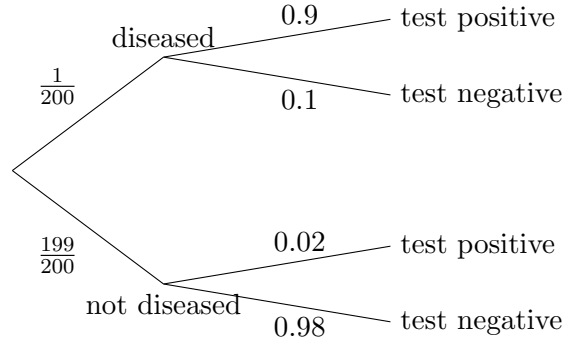 0.9
test positive
diseased
1/200
0.1
test negative
199/200
0.02
test positive
not diseased
0.98
test negative